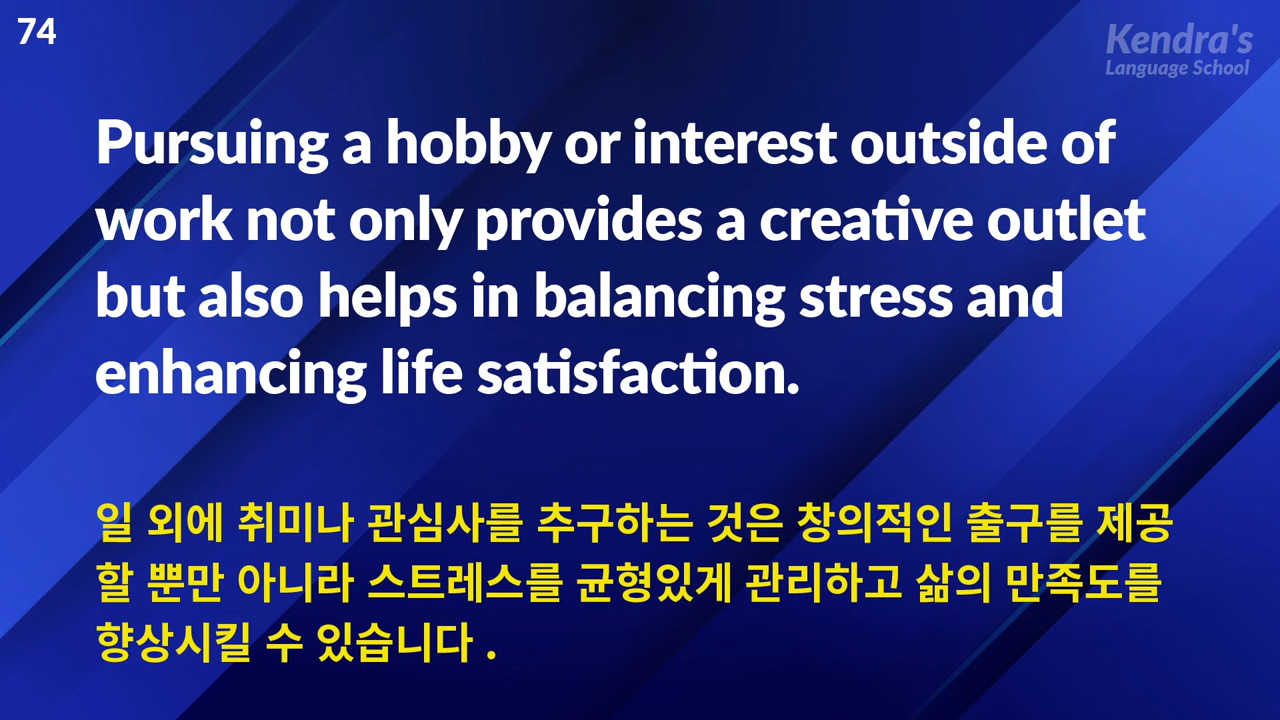 74
Kendra's
Language School
Pursuing a hobby or interest outside of
work not only provides a creative outlet
but also helps in balancing stress and
enhancing life satisfaction.
일 외에 취미나 관심사를 추구하는 것은 창의적인 출구를 제공
할 뿐만 아니라 스트레스를 균형있게 관리하고 삶의 만족도를
향상시킬 수 있습니다 .